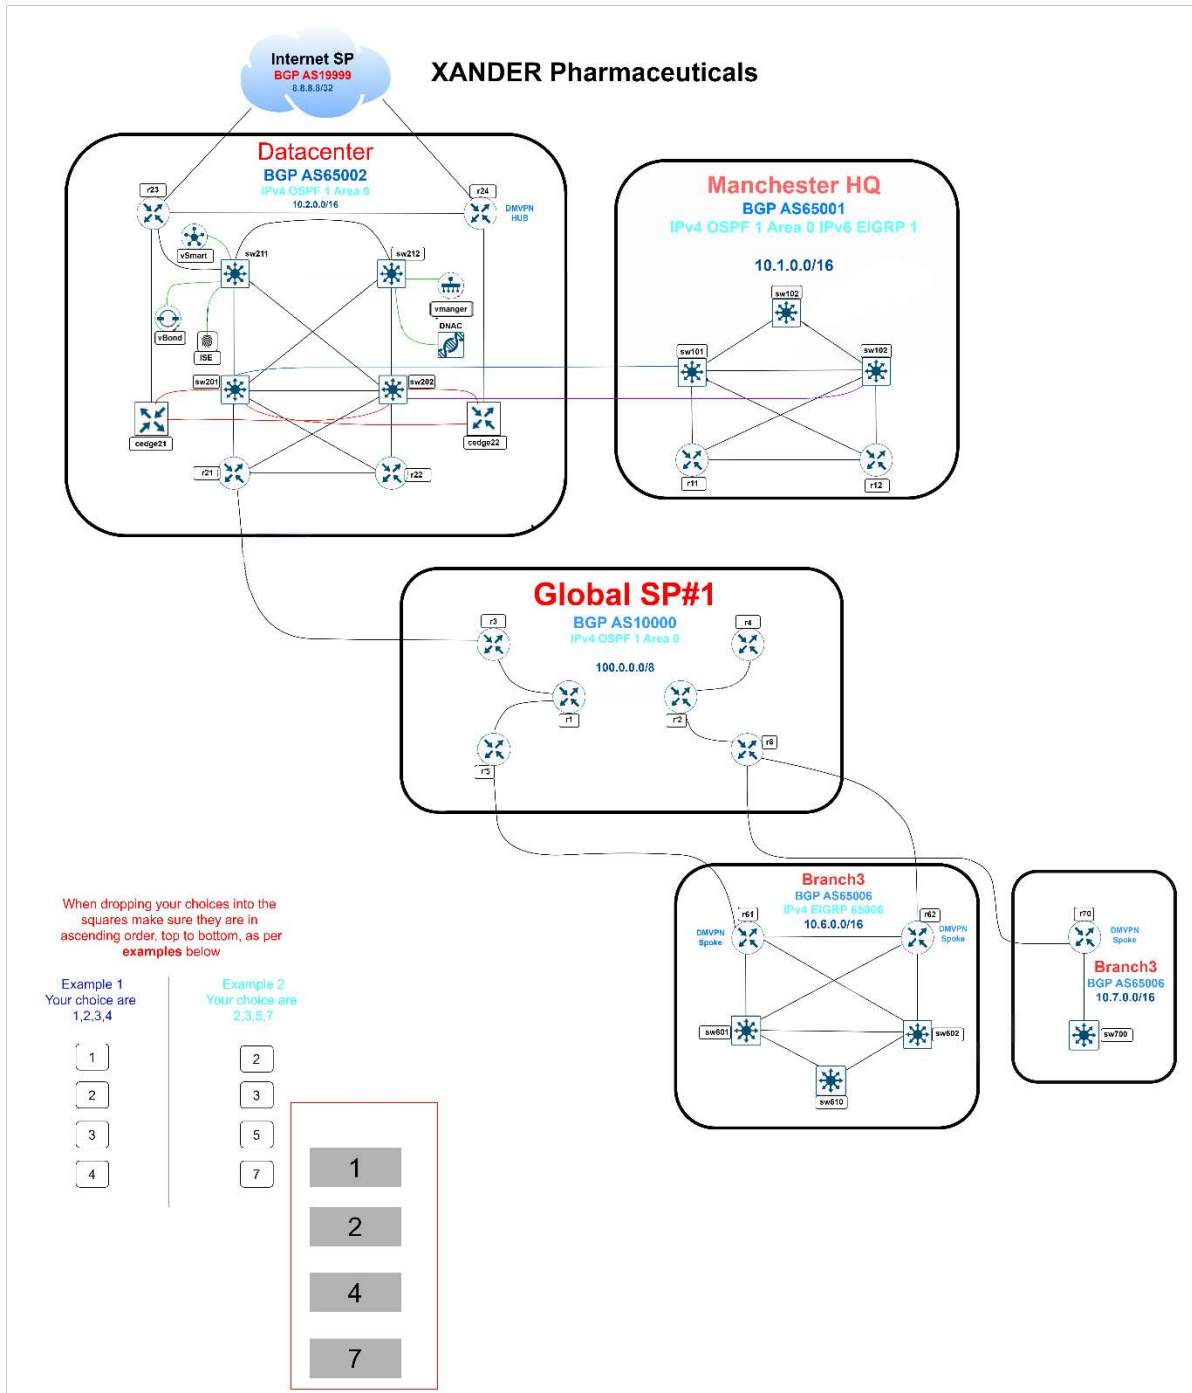 Internet SP
BGP AS19999
8.8.8.8/32
XANDER Pharmaceuticals
Datacenter
BGP AS65002
IPv4 OSPF 1 Area 0
10.2.0.0/16
r23
r24
DMVPN
HUB
vSmart
sw211
sw212
vBond
ISE
vmanger
DNAC
sw201
sw202
cedge21
cedge22
r21
r22
Manchester HQ
BGP AS65001
IPv4 OSPF 1 Area 0 IPv6 EIGRP 1
10.1.0.0/16
sw102
sw101
sw102
r11
r12
Global SP#1
BGP AS10000
IPv4 OSPF 1 Area 0
100.0.0.0/8
r3
r4
r1
r2
r6
Branch3
BGP AS65006
IPv4 EIGRP 65006
10.6.0.0/16
r61
r62
DMVPN
Spoke
DMVPN
Spoke
sw601
sw602
sw610
r70
DMVPN
Spoke
Branch3
BGP AS65006
10.7.0.0/16
sw700
When dropping your choices into the
squares make sure they are in
ascending order, top to bottom, as per
examples below
Example 1
Your choice are
1,2,3,4
1
2
3
4
Example 2
Your choice are
2,3,5,7
2
3
5
7
1
2
4
7